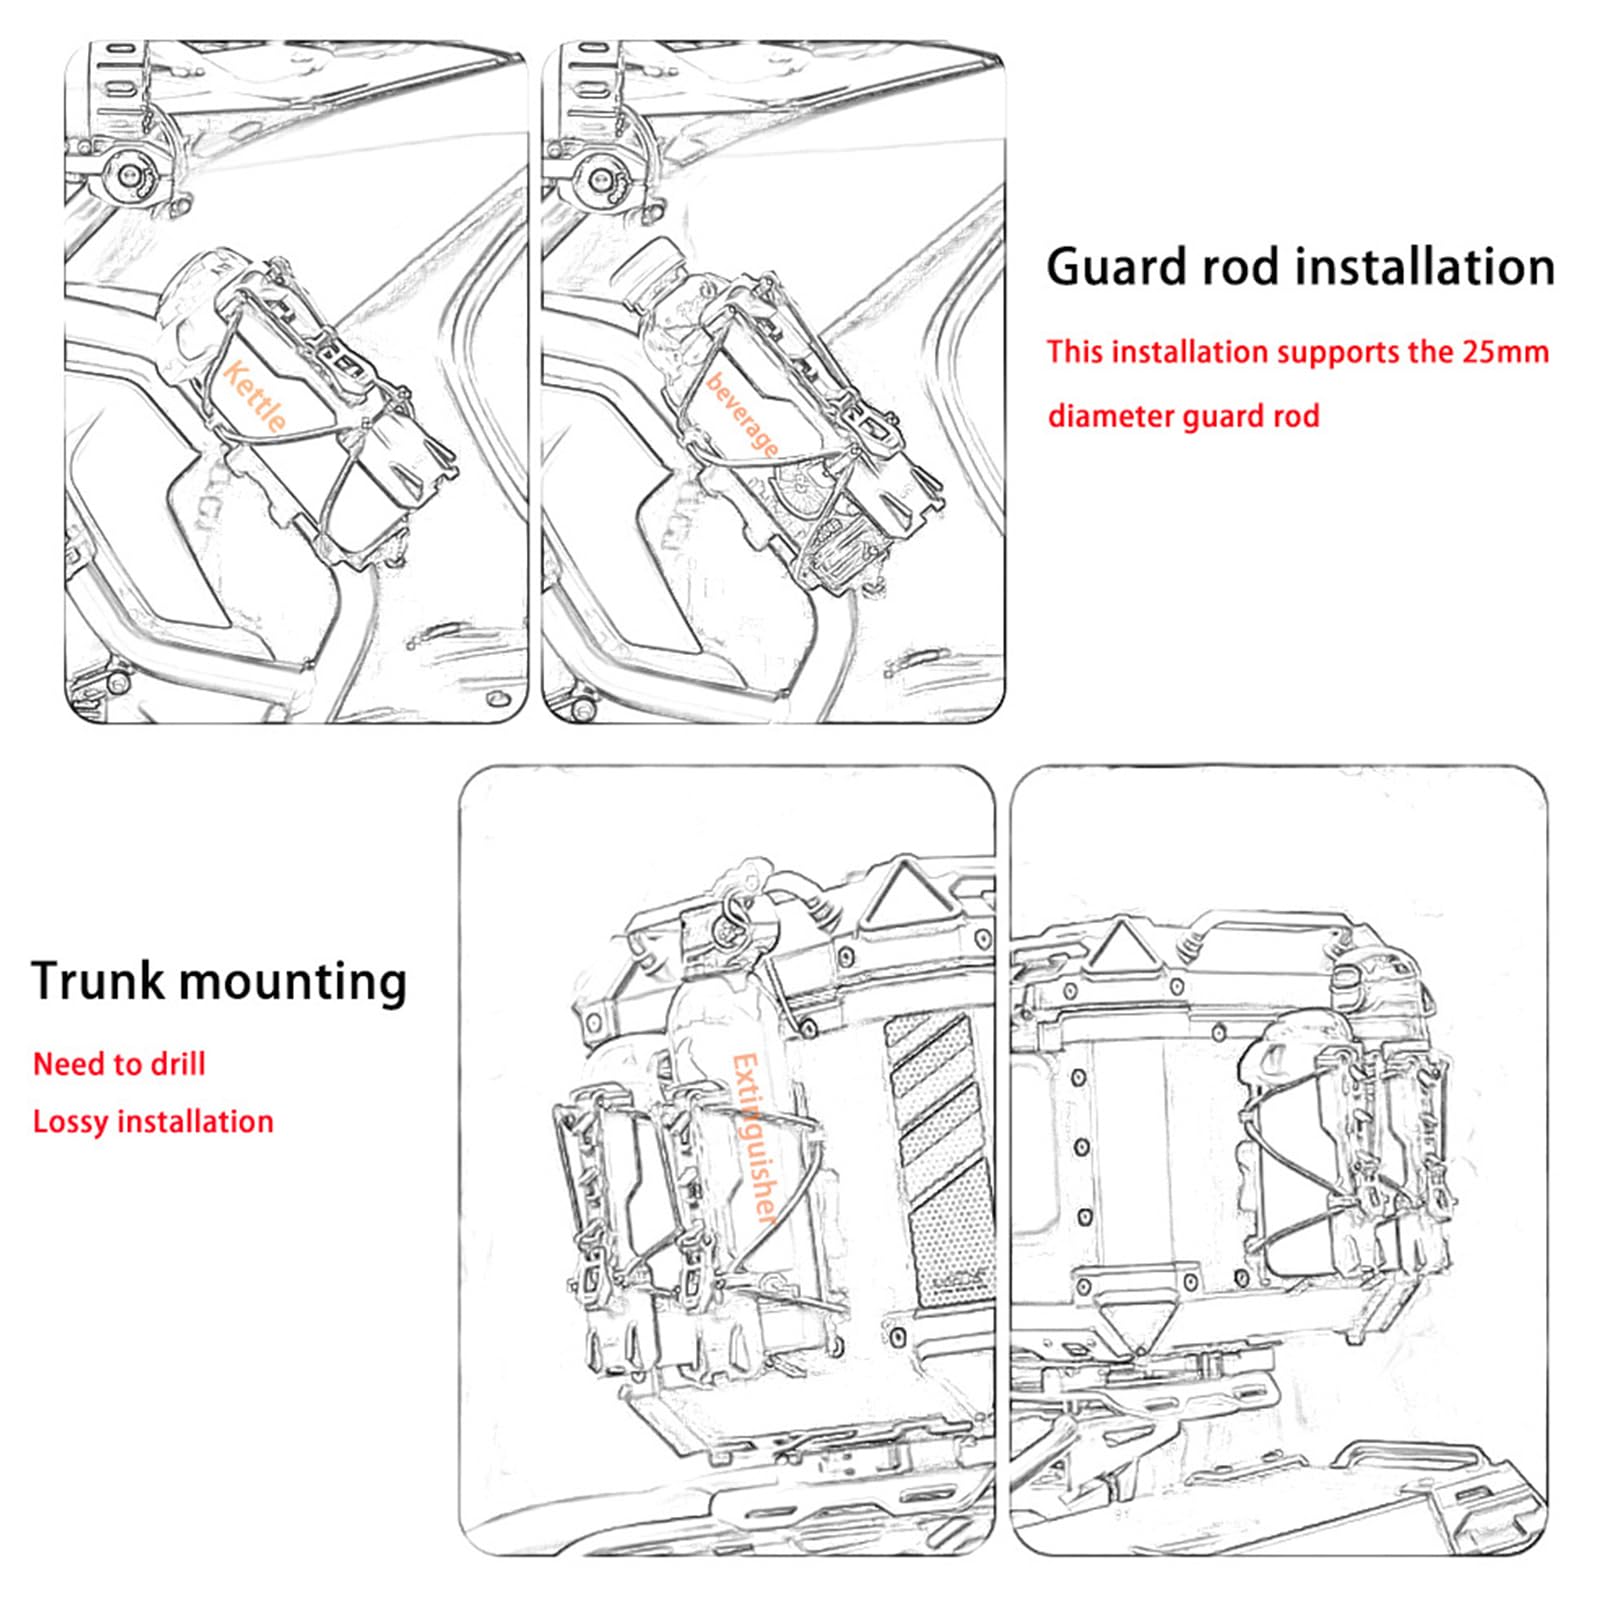 Kettle
beverage
Guard rod installation
This installation supports the 25mm
diameter guard rod
Trunk mounting
Need to drill
Lossy installation
Extinguisher